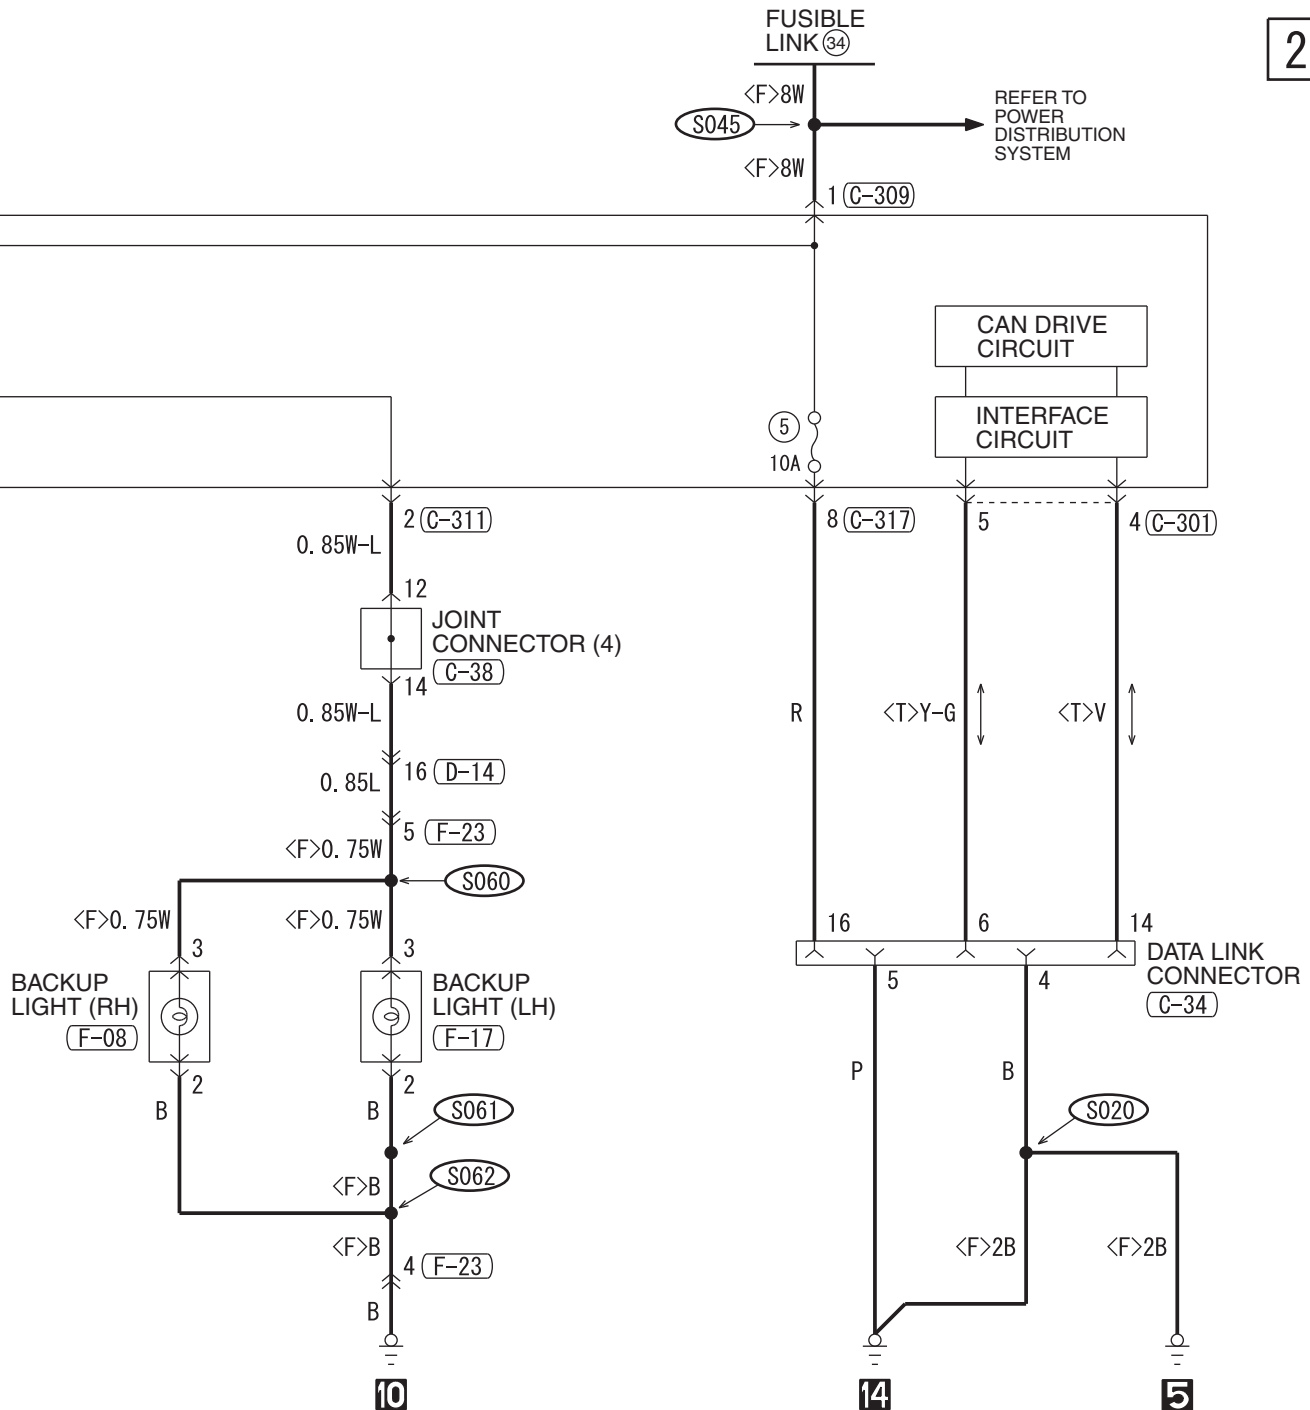 FUSIBLE
LINK 34
2
<F>8W
S045
REFER TO
POWER
DISTRIBUTION
SYSTEM
<F>8W
1 C-309
CAN DRIVE
CIRCUIT
INTERFACE
CIRCUIT
5
10A
2 C-311
8 C-317
5
4 C-301
0.85W-L
12
JOINT
CONNECTOR (4)
C-38
14
0.85W-L
R
<T>Y-G
<T>V
16 D-14
0.85L
5 F-23
<F>0.75W
S060
<F>0.75W
<F>0.75W
16
6
14
3
3
BACKUP
LIGHT (RH)
F-08
BACKUP
LIGHT (LH)
F-17
5
4
DATA LINK
CONNECTOR
C-34
2
2
P
B
B
B
S061
S020
<F>B
S062
<F>B
<F>2B
<F>2B
4 F-23
B
10
14
5